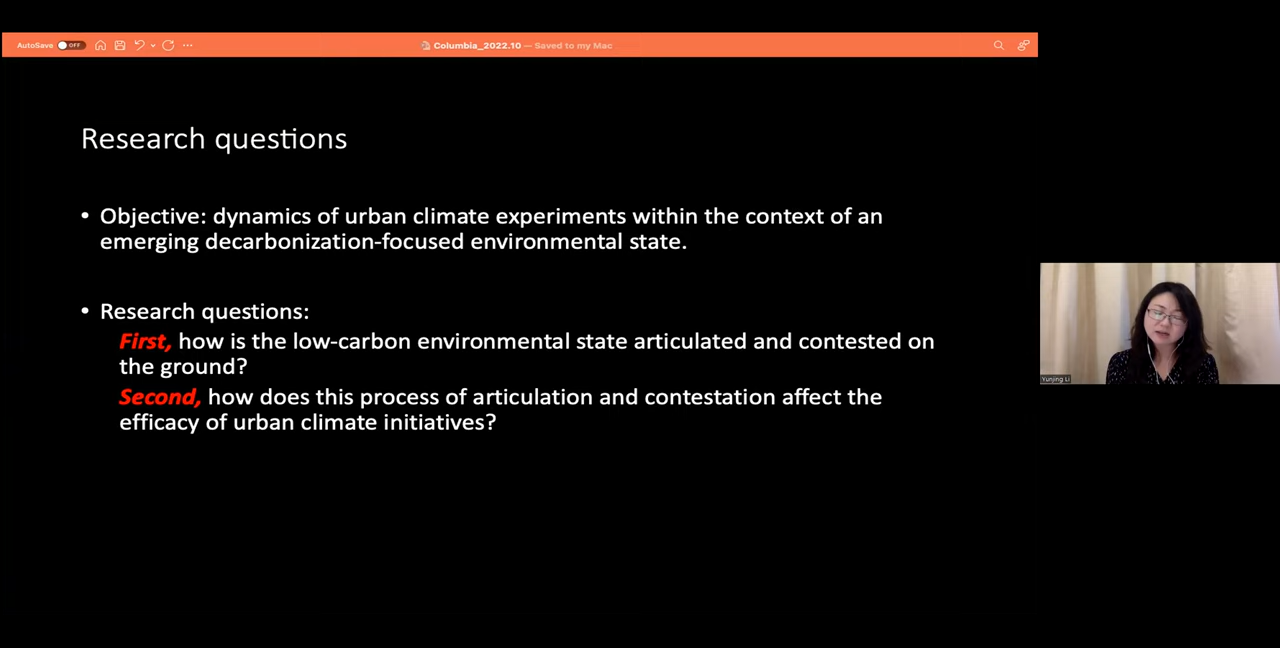 AutoSave OFF
Columbia_2022.10 — Saved to my Mac
Research questions
• Objective: dynamics of urban climate experiments within the context of an
emerging decarbonization-focused environmental state.
• Research questions:
First, how is the low-carbon environmental state articulated and contested on
the ground?
Second, how does this process of articulation and contestation affect the
efficacy of urban climate initiatives?
Yunjing Li